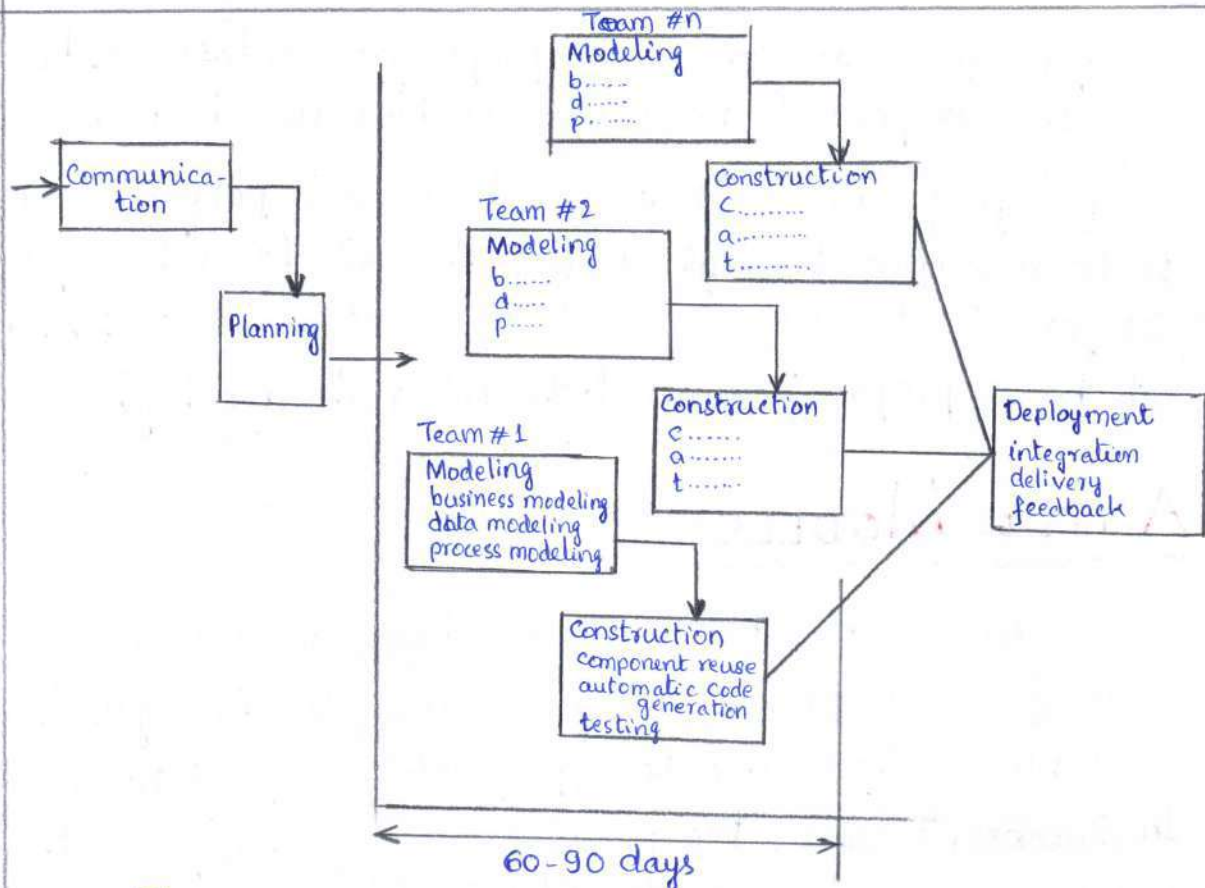 Team #n
Modeling
b......
d......
p........
Communica-
tion
Construction
C.........
a..........
t..........
Team #2
Modeling
b......
d.....
p.....
Planning
Construction
c......
a.......
t.......
Deployment
integration
delivery
feedback
Team #1
Modeling
business modeling
data modeling
process modeling
Construction
component reuse
automatic code
generation
testing
60-90 days